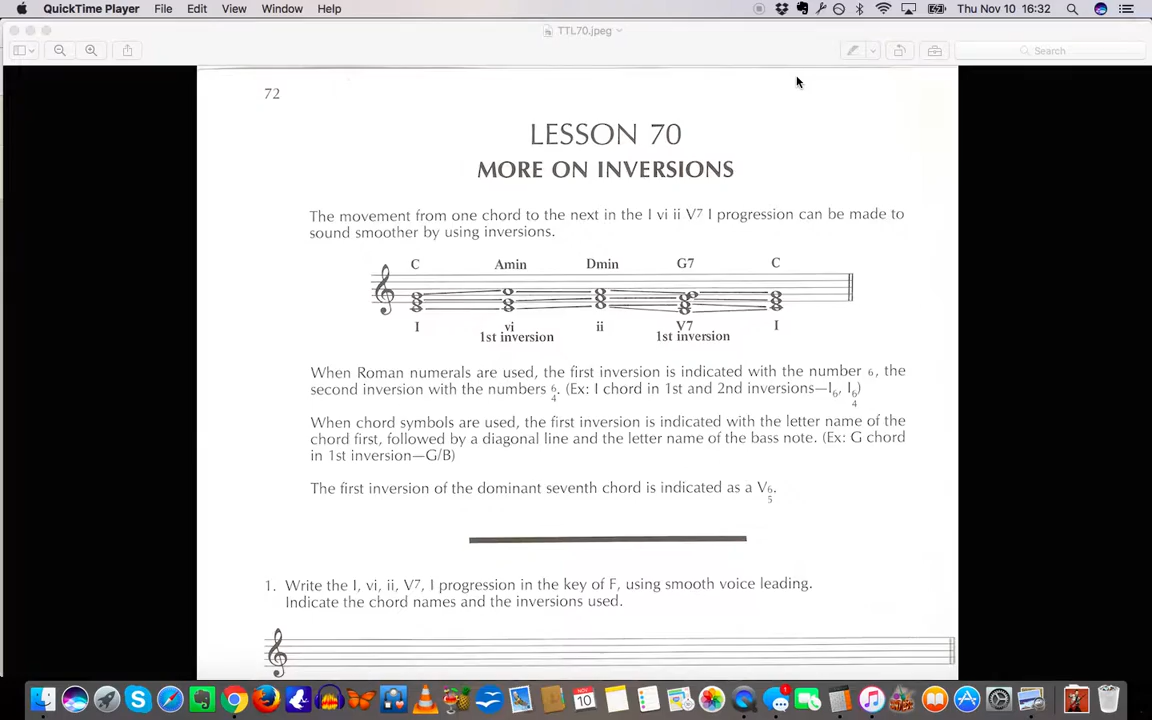 QuickTime Player File Edit View Window Help Thu Nov 10 16:32
TTL70.jpeg
Search
72
LESSON 70
MORE ON INVERSIONS
The movement from one chord to the next in the I vi ii V7 I progression can be made to
sound smoother by using inversions.
C Amin Dmin G7 C
I vi ii V7 I
1st inversion 1st inversion
When Roman numerals are used, the first inversion is indicated with the number 6, the
second inversion with the numbers 6/4. (Ex: I chord in 1st and 2nd inversions—I6, I6/4)
When chord symbols are used, the first inversion is indicated with the letter name of the
chord first, followed by a diagonal line and the letter name of the bass note. (Ex: G chord
in 1st inversion—G/B)
The first inversion of the dominant seventh chord is indicated as a V6/5.
1. Write the I, vi, ii, V7, I progression in the key of F, using smooth voice leading.
Indicate the chord names and the inversions used.
NOV
10
1